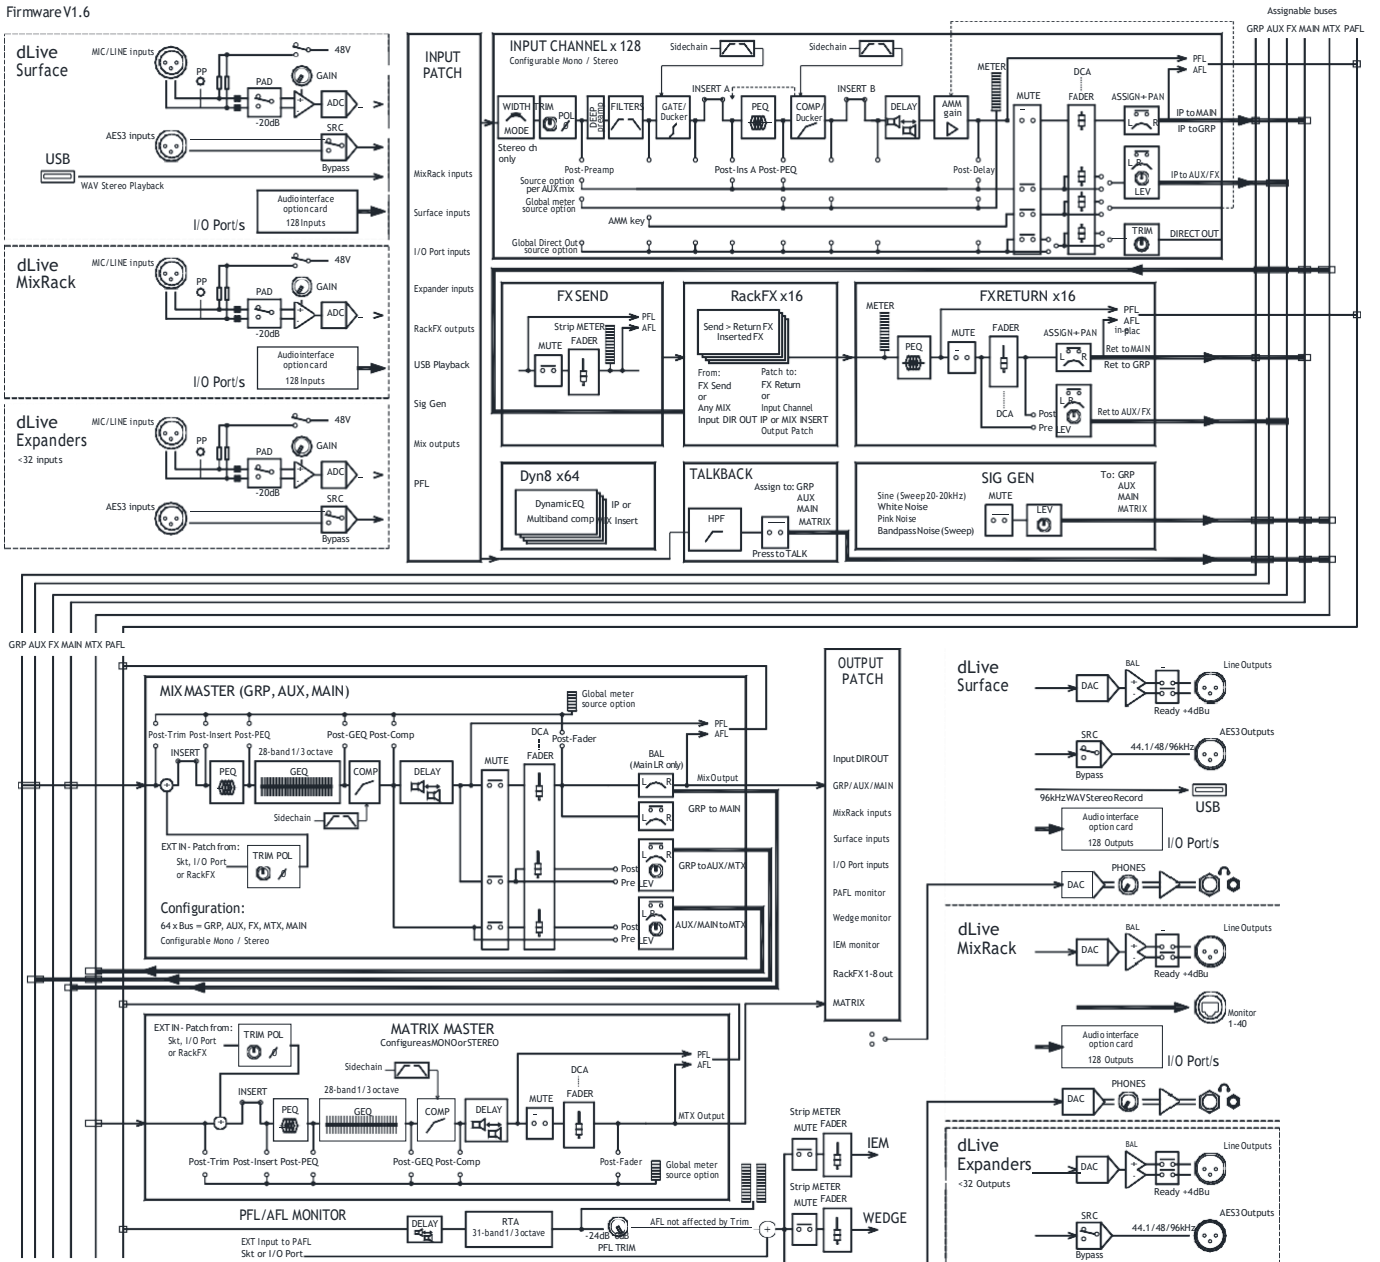 Firmware V1.6
Assignable buses
GRP AUX FX MAIN MTX PAFL
dLive
Surface
MIC/LINE inputs
48V
PP
PAD
GAIN
ADC
-20dB
AES3 inputs
SRC
Bypass
USB
WAV Stereo Playback
Audio interface
option card
128 Inputs
I/O Port/s
dLive
MixRack
MIC/LINE inputs
48V
PP
GAIN
PAD
ADC
-20dB
Audio interface
option card
128 Inputs
I/O Port/s
dLive
Expanders
<32 inputs
MIC/LINE inputs
48V
PP
GAIN
PAD
ADC
-20dB
AES3 inputs
SRC
Bypass
INPUT
PATCH
MixRack inputs
Surface inputs
I/O Port inputs
Expander inputs
RackFX outputs
USB Playback
Sig Gen
Mix outputs
PFL
INPUT CHANNEL x 128
Configurable Mono / Stereo
Sidechain
Sidechain
METER
PFL
AFL
DCA
INSERT A
INSERT B
MUTE
FADER
ASSIGN + PAN
WIDTH
MODE
TRIM
POL
DEEP
preamp
FILTERS
GATE/
Ducker
PEQ
COMP/
Ducker
DELAY
AMM
gain
L R
IP to MAIN
IP to GRP
Stereo ch
only
Post-Preamp
Post-Ins A
Post-PEQ
Post-Delay
L R
LEV
IP to AUX/FX
Source option
per AUX mix
Global meter
source option
AMM key
Global Direct Out
source option
TRIM
DIRECT OUT
FX SEND
Strip METER
PFL
AFL
MUTE
FADER
RackFX x16
Send > Return FX
Inserted FX
From:
FX Send
or
Any MIX
Input DIR OUT
Patch to:
FX Return
or
Input Channel
IP or MIX INSERT
Output Patch
FX RETURN x16
METER
PFL
AFL
in-plac
PEQ
MUTE
FADER
ASSIGN + PAN
L R
Ret to MAIN
Ret to GRP
DCA
Post
Pre
L R
LEV
Ret to AUX/FX
Dyn8 x64
Dynamic EQ
Multiband comp
IP or
X Insert
TALKBACK
Assign to: GRP
AUX
MAIN
MATRIX
HPF
Press to TALK
SIG GEN
Sine (Sweep 20-20kHz)
White Noise
Pink Noise
Bandpass Noise (Sweep)
MUTE
LEV
To: GRP
AUX
MAIN
MATRIX
GRP AUX FX MAIN MTX PAFL
MIX MASTER (GRP, AUX, MAIN)
Global meter
source option
Post-Trim Post-Insert Post-PEQ
Post-GEQ Post-Comp
DCA
Post-Fader
PFL
AFL
INSERT
28-band 1/3 octave
PEQ
GEQ
COMP
DELAY
MUTE
FADER
BAL
(Main LR only)
L R
Mix Output
Sidechain
L R
GRP to MAIN
EXT IN - Patch from:
Skt, I/O Port
or RackFX
TRIM POL
Post
Pre
L R
LEV
GRP to AUX/MTX
Configuration:
64 x Bus = GRP, AUX, FX, MTX, MAIN
Configurable Mono / Stereo
Post
Pre
L R
LEV
AUX/MAIN to MTX
MATRIX MASTER
Configure as MONO or STEREO
EXT IN - Patch from:
Skt, I/O Port
or RackFX
TRIM POL
Sidechain
INSERT
28-band 1/3 octave
PEQ
GEQ
COMP
DELAY
MUTE
DCA
FADER
PFL
AFL
MTX Output
Post-Trim Post-Insert Post-PEQ
Post-GEQ Post-Comp
Post-Fader
Global meter
source option
PFL/AFL MONITOR
DELAY
RTA
31-band 1/3 octave
-24dB
PFL TRIM
AFL not affected by Trim
EXT Input to PAFL
Skt or I/O Port
Strip METER
MUTE FADER
IEM
Strip METER
MUTE FADER
WEDGE
OUTPUT
PATCH
Input DIR OUT
GRP/AUX/MAIN
MixRack inputs
Surface inputs
I/O Port inputs
PAFL monitor
Wedge monitor
IEM monitor
RackFX 1-8 out
MATRIX
dLive
Surface
BAL
Line Outputs
DAC
Ready +4dBu
SRC
44.1/48/96kHz
AES3 Outputs
Bypass
96kHz WAV Stereo Record
USB
Audio interface
option card
128 Outputs
I/O Port/s
PHONES
DAC
dLive
MixRack
BAL
Line Outputs
DAC
Ready +4dBu
Monitor
1-40
Audio interface
option card
128 Outputs
I/O Port/s
PHONES
DAC
dLive
Expanders
<32 Outputs
BAL
Line Outputs
DAC
Ready +4dBu
SRC
44.1/48/96kHz
AES3 Outputs
Bypass